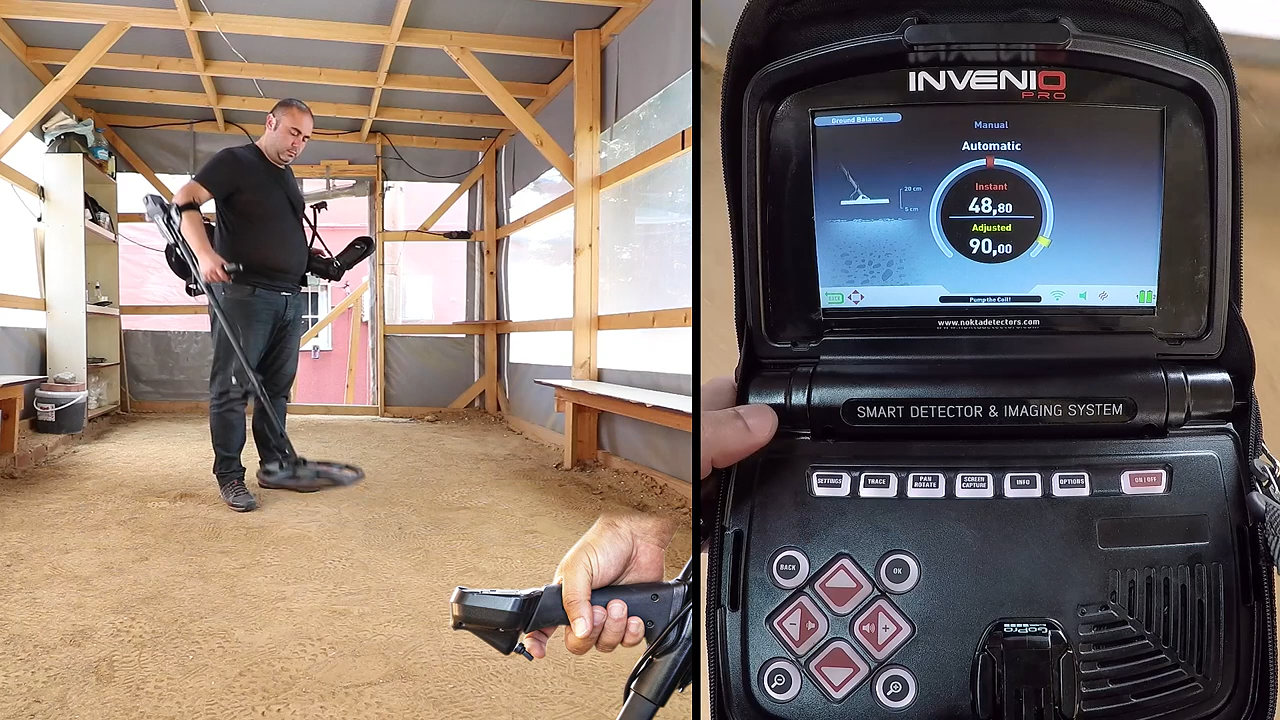 INVENIO
PRO
Ground Balance
Manual
Automatic
Instant
48,80
Adjusted
90,00
20 cm
5 cm
BACK
Pump the Coil!
www.noktadetectors.com
SMART DETECTOR & IMAGING SYSTEM
SETTINGS
TRACE
PAN ROTATE
SCREEN CAPTURE
INFO
OPTIONS
ON | OFF
BACK
OK
GoPro